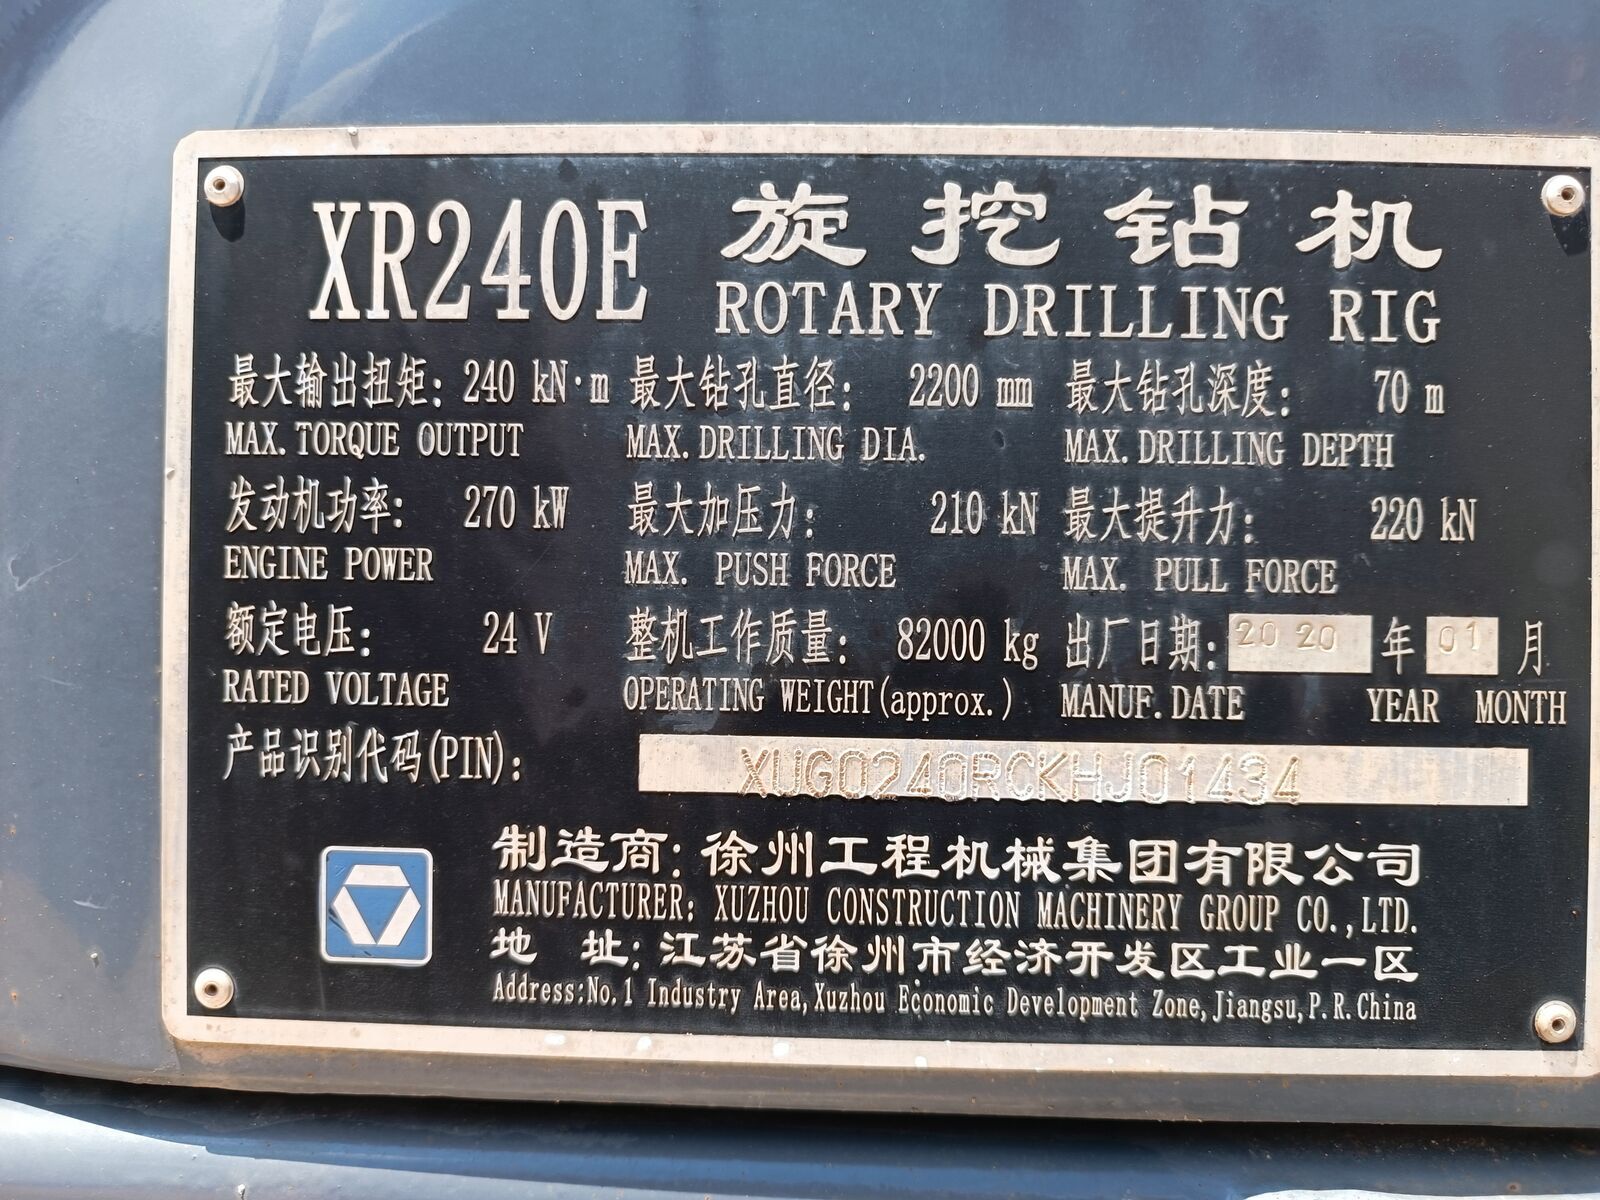 XR240E 旋挖钻机
ROTARY DRILLING RIG
最大输出扭矩: 240 kN·m 最大钻孔直径: 2200 mm 最大钻孔深度: 70 m
MAX. TORQUE OUTPUT MAX. DRILLING DIA. MAX. DRILLING DEPTH
发动机功率: 270 kW 最大加压力: 210 kN 最大提升力: 220 kN
ENGINE POWER MAX. PUSH FORCE MAX. PULL FORCE
额定电压: 24 V 整机工作质量: 82000 kg 出厂日期: 2020 年 01 月
RATED VOLTAGE OPERATING WEIGHT(approx.) MANUF. DATE YEAR MONTH
产品识别代码(PIN): XUG0240RCKHJ01434
制造商: 徐州工程机械集团有限公司
MANUFACTURER: XUZHOU CONSTRUCTION MACHINERY GROUP CO.,LTD.
地 址: 江苏省徐州市经济开发区工业一区
Address:No.1 Industry Area,Xuzhou Economic Development Zone,Jiangsu,P.R.China